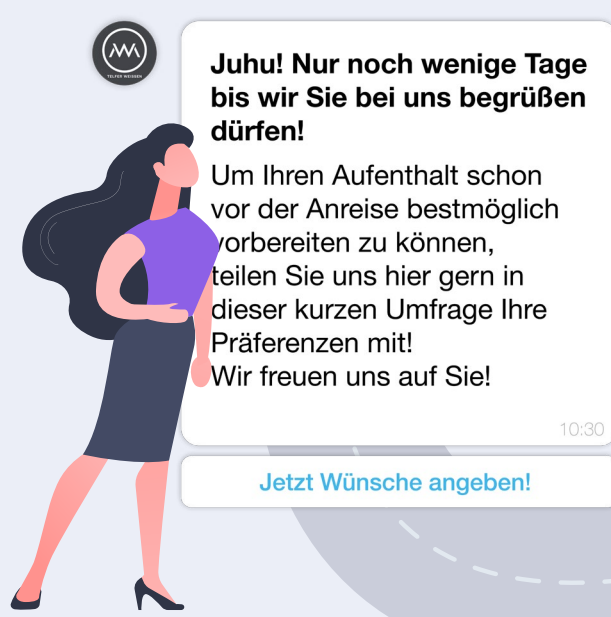 TELFER WEISSEN
Juhu! Nur noch wenige Tage
bis wir Sie bei uns begrüßen
dürfen!
Um Ihren Aufenthalt schon
vor der Anreise bestmöglich
vorbereiten zu können,
teilen Sie uns hier gern in
dieser kurzen Umfrage Ihre
Präferenzen mit!
Wir freuen uns auf Sie!
10:30
Jetzt Wünsche angeben!